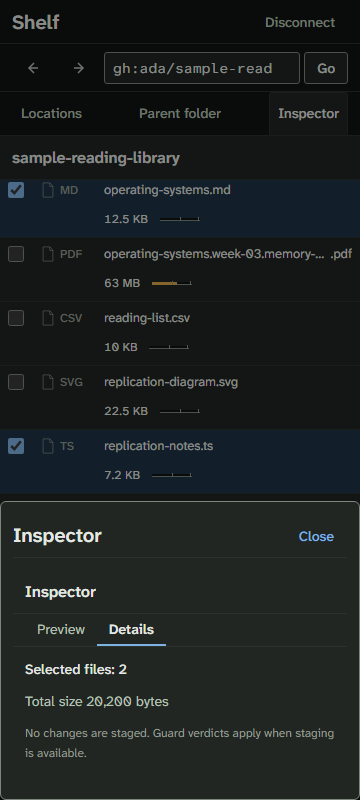 Shelf
Disconnect
← →
gh:ada/sample-read
Go
Locations
Parent folder
Inspector
sample-reading-library
MD operating-systems.md
12.5 KB
PDF operating-systems.week-03.memory-… .pdf
63 MB
CSV reading-list.csv
10 KB
SVG replication-diagram.svg
22.5 KB
TS replication-notes.ts
7.2 KB
Inspector
Close
Inspector
Preview
Details
Selected files: 2
Total size 20,200 bytes
No changes are staged. Guard verdicts apply when staging
is available.